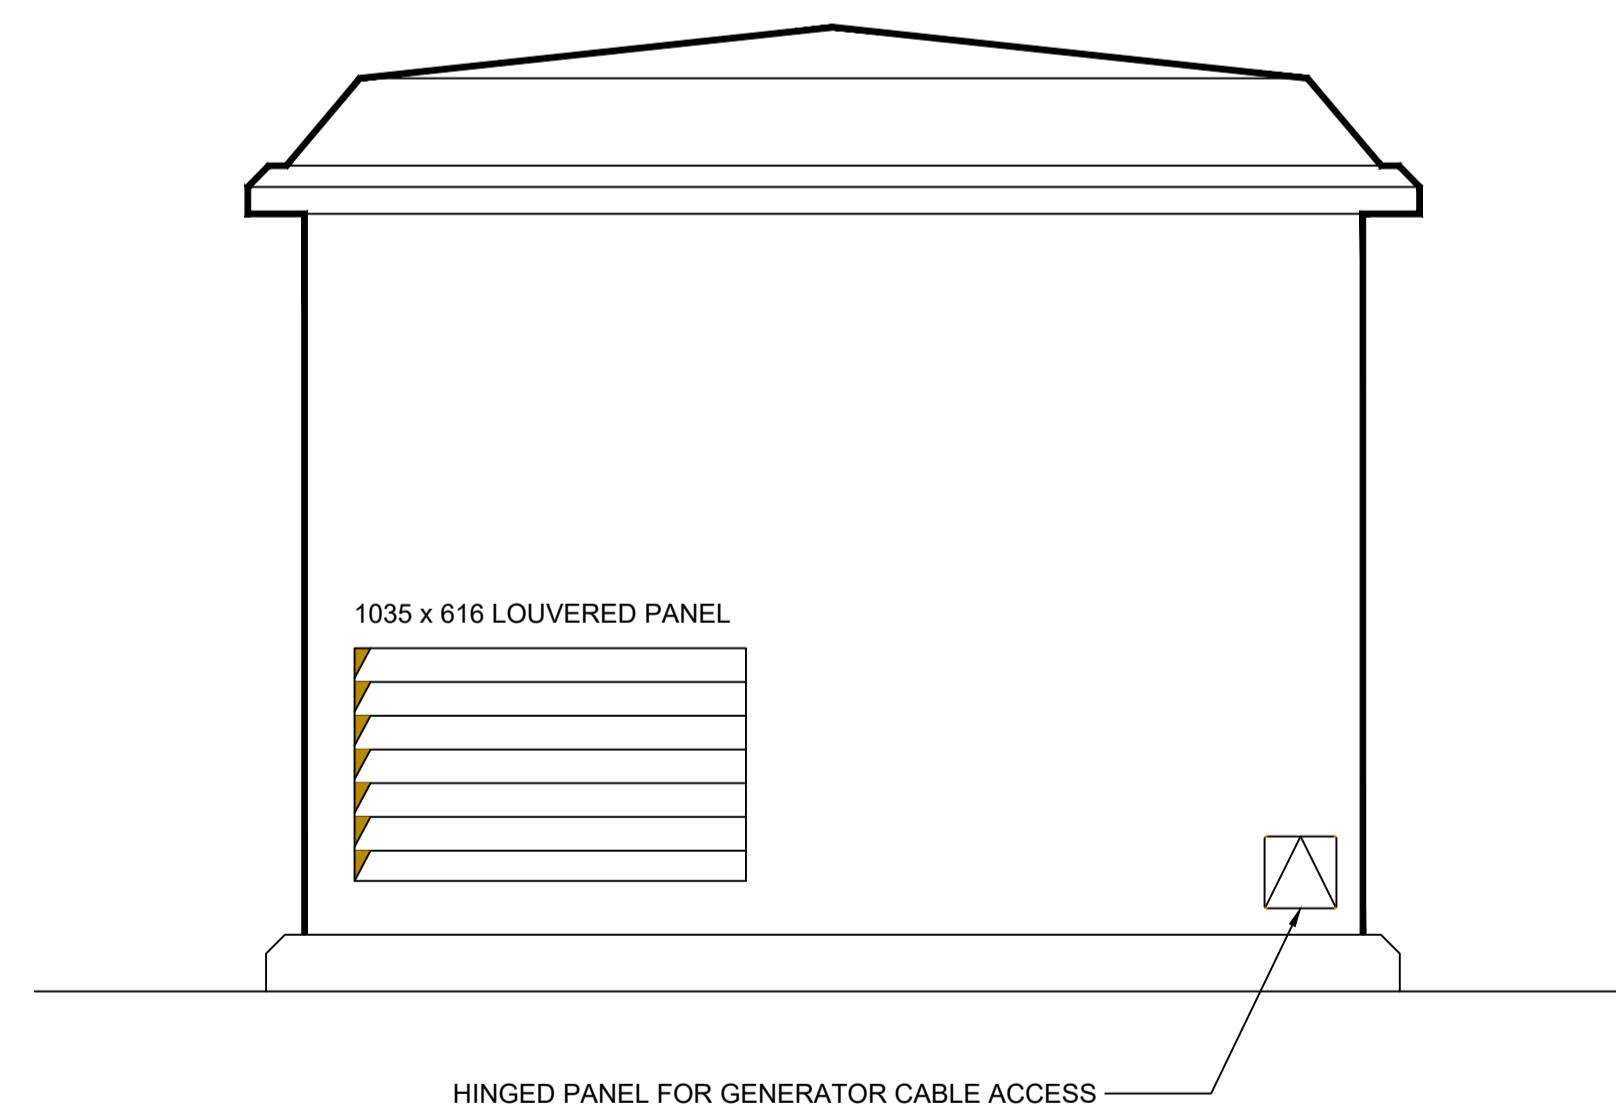 1035 x 616 LOUVERED PANEL
HINGED PANEL FOR GENERATOR CABLE ACCESS